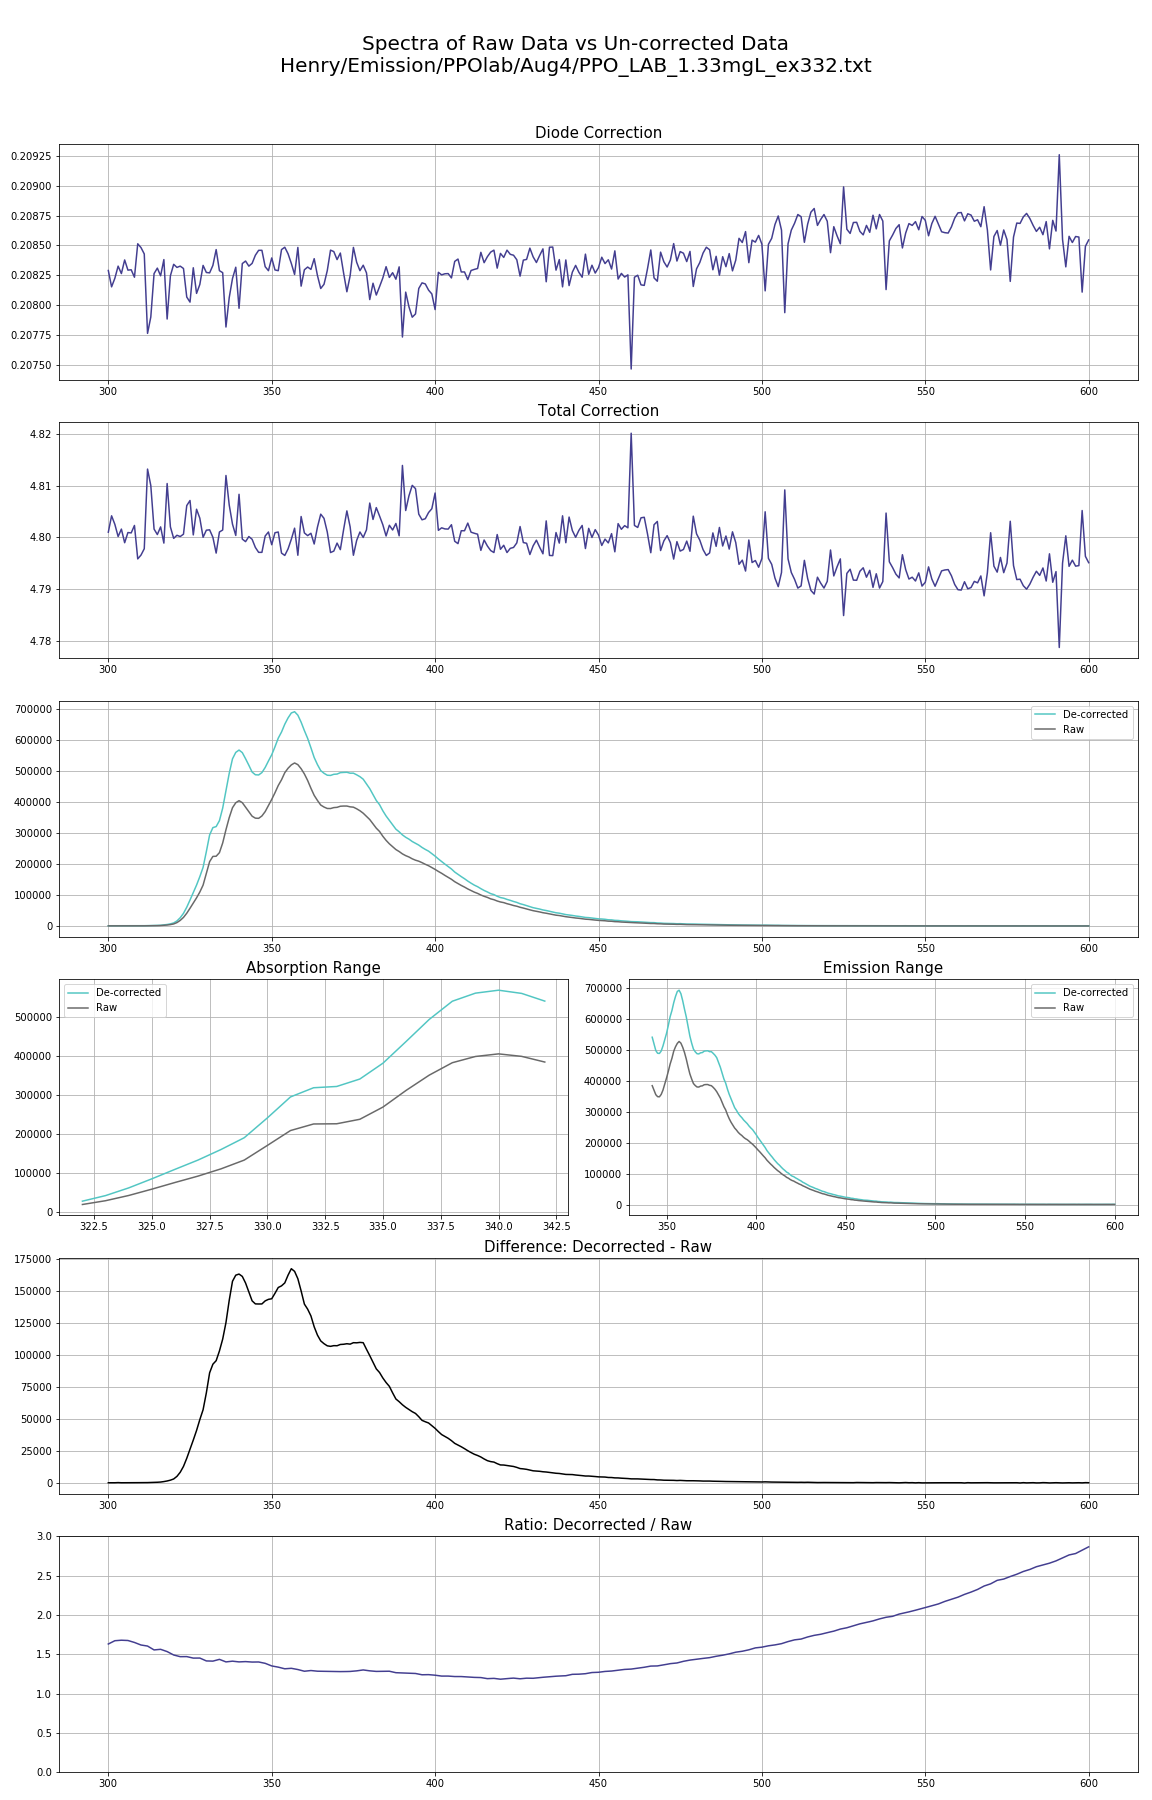 Spectra of Raw Data vs Un-corrected Data
Henry/Emission/PPOlab/Aug4/PPO_LAB_1.33mgL_ex332.txt
Diode Correction
0.20925
0.20900
0.20875
0.20850
0.20825
0.20800
0.20775
0.20750
300 350 400 450 500 550 600
Total Correction
4.82
4.81
4.80
4.79
4.78
300 350 400 450 500 550 600
700000
600000
500000
400000
300000
200000
100000
0
De-corrected
Raw
300 350 400 450 500 550 600
Absorption Range
De-corrected
Raw
500000
400000
300000
200000
100000
0
322.5 325.0 327.5 330.0 332.5 335.0 337.5 340.0 342.5
Emission Range
De-corrected
Raw
700000
600000
500000
400000
300000
200000
100000
0
350 400 450 500 550 600
Difference: Decorrected - Raw
175000
150000
125000
100000
75000
50000
25000
0
300 350 400 450 500 550 600
Ratio: Decorrected / Raw
3.0
2.5
2.0
1.5
1.0
0.5
0.0
300 350 400 450 500 550 600